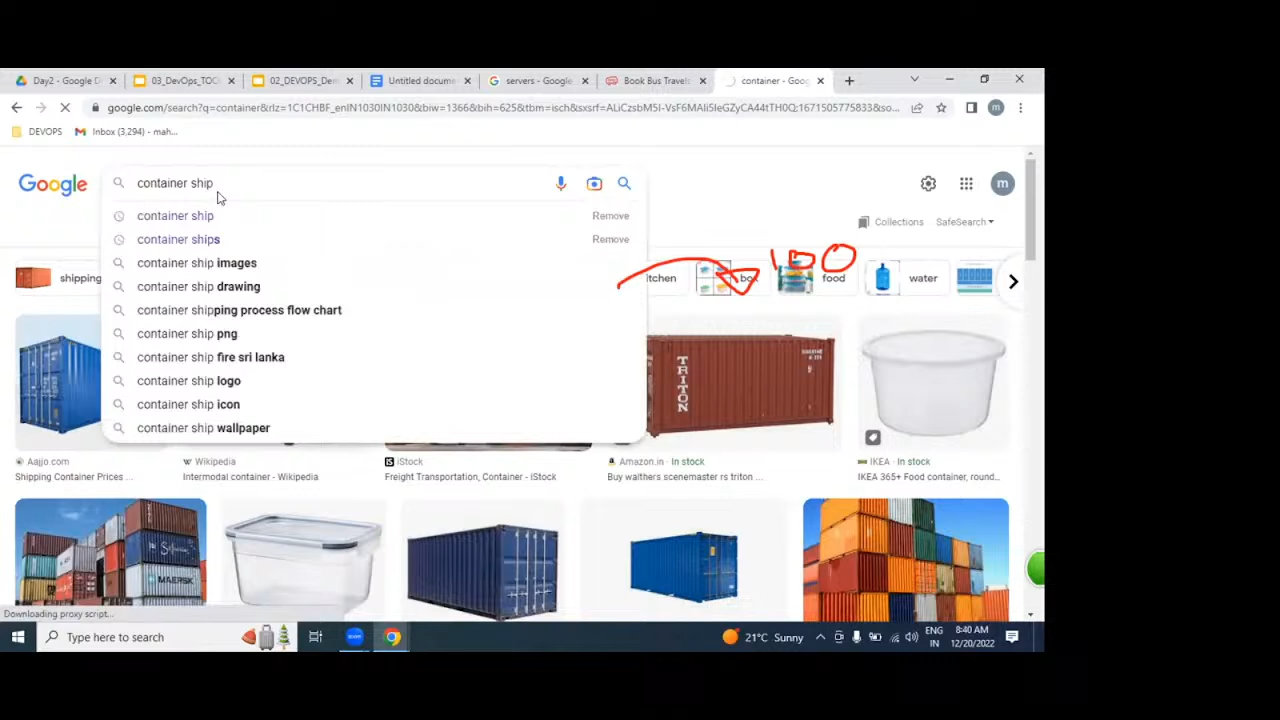 Day2 - Google D
03_DevOps_TOC
02_DEVOPS_Den
Untitled docume
servers - Google
Book Bus Travels
container - Goog
google.com/search?q=container&rlz=1C1CHBF_enIN1030IN1030&biw=1366&bih=625&tbm=isch&sxsrf=ALiCzsbM5I-VsF6MAIi5IeGZyCA44tTH0Q:1671505775833&so...
DEVOPS
Inbox (3,294) - mah...
Google
container ship
m
container ship
Remove
container ships
Remove
container ship images
container ship drawing
container shipping process flow chart
container ship png
container ship fire sri lanka
container ship logo
container ship icon
container ship wallpaper
Collections
SafeSearch
100
shipping
itchen
bo
food
water
TRITON
Aajjo.com
Shipping Container Prices ...
Wikipedia
Intermodal container - Wikipedia
iStock
Freight Transportation, Container - iStock
Amazon.in - In stock
Buy walthers scenemaster rs triton ...
IKEA - In stock
IKEA 365+ Food container, round...
MAERSK
Downloading proxy script...
Type here to search
zoom
21°C Sunny
ENG
IN
8:40 AM
12/20/2022